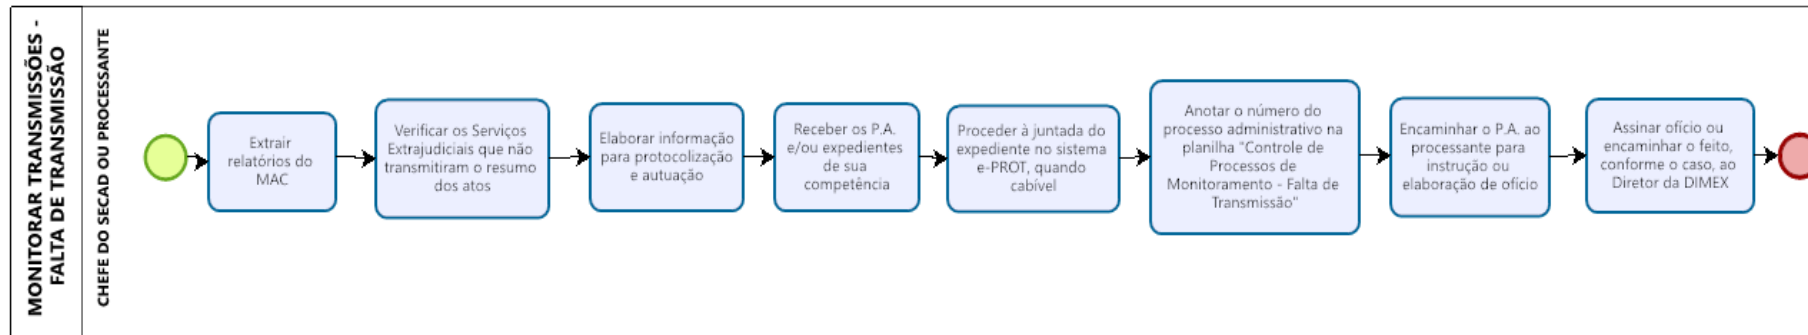 MONITORAR TRANSMISSÕES -
FALTA DE TRANSMISSÃO
CHEFE DO SECAD OU PROCESSANTE
Extrair
relatórios do
MAC
Verificar os Serviços
Extrajudiciais que não
transmitiram o resumo
dos atos
Elaborar informação
para protocolização
e autuação
Receber os P.A.
e/ou expedientes
de sua
competência
Proceder à juntada do
expediente no sistema
e-PROT, quando
cabível
Anotar o número do
processo administrativo na
planilha "Controle de
Processos de
Monitoramento - Falta de
Transmissão"
Encaminhar o P.A. ao
processante para
instrução ou
elaboração de ofício
Assinar ofício ou
encaminhar o feito,
conforme o caso, ao
Diretor da DIMEX